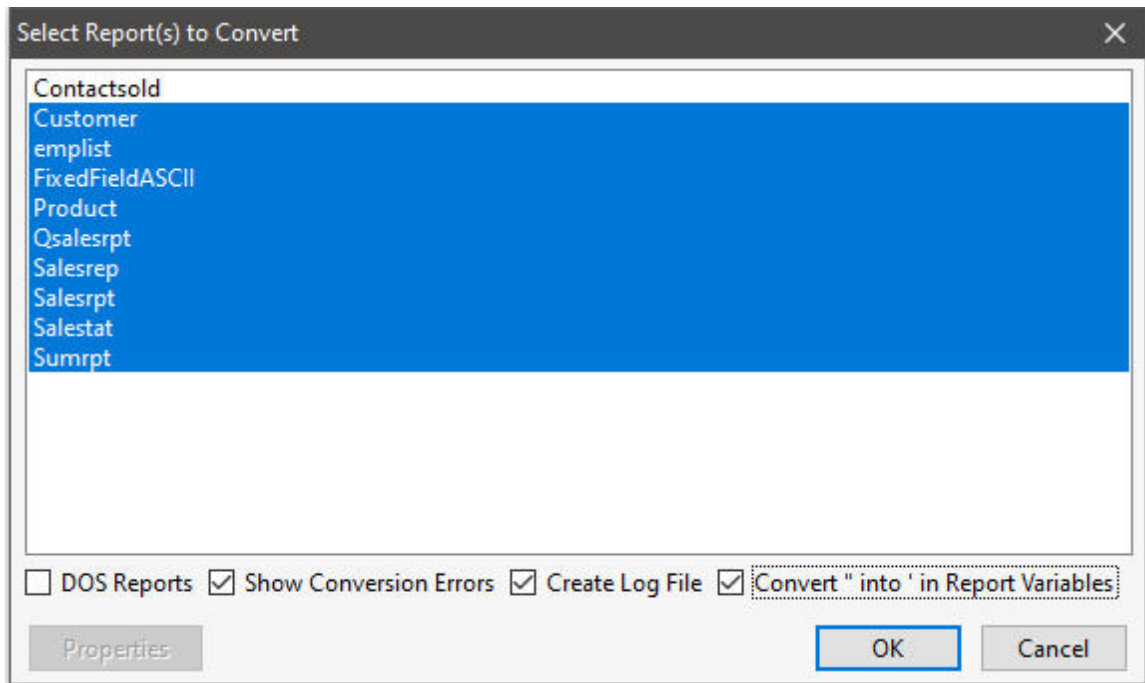 Select Report(s) to Convert
Contactsold
Customer
emplist
FixedFieldASCII
Product
Qsalesrpt
Salesrep
Salesrpt
Salestat
Sumrpt
DOS Reports Show Conversion Errors Create Log File Convert " into ' in Report Variables
Properties OK Cancel